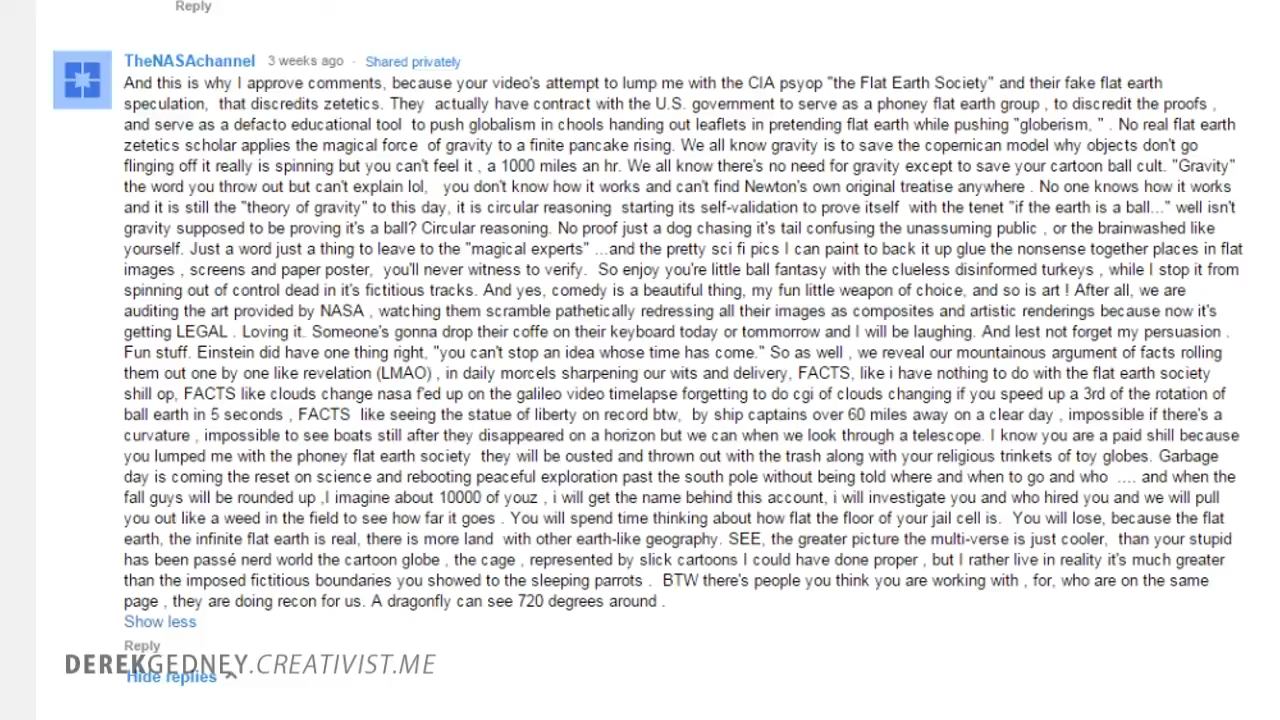 Reply
TheNASAchannel 3 weeks ago · Shared privately
And this is why I approve comments, because your video's attempt to lump me with the CIA psyop "the Flat Earth Society" and their fake flat earth
speculation, that discredits zetetics. They actually have contract with the U.S. government to serve as a phoney flat earth group , to discredit the proofs ,
and serve as a defacto educational tool to push globalism in chools handing out leaflets in pretending flat earth while pushing "globerism, " . No real flat earth
zetetics scholar applies the magical force of gravity to a finite pancake rising. We all know gravity is to save the copernican model why objects don't go
flinging off it really is spinning but you can't feel it , a 1000 miles an hr. We all know there's no need for gravity except to save your cartoon ball cult. "Gravity"
the word you throw out but can't explain lol, you don't know how it works and can't find Newton's own original treatise anywhere . No one knows how it works
and it is still the "theory of gravity" to this day, it is circular reasoning starting its self-validation to prove itself with the tenet "if the earth is a ball..." well isn't
gravity supposed to be proving it's a ball? Circular reasoning. No proof just a dog chasing it's tail confusing the unassuming public , or the brainwashed like
yourself. Just a word just a thing to leave to the "magical experts" ...and the pretty sci fi pics I can paint to back it up glue the nonsense together places in flat
images , screens and paper poster, you'll never witness to verify. So enjoy you're little ball fantasy with the clueless disinformed turkeys , while I stop it from
spinning out of control dead in it's fictitious tracks. And yes, comedy is a beautiful thing, my fun little weapon of choice, and so is art ! After all, we are
auditing the art provided by NASA , watching them scramble pathetically redressing all their images as composites and artistic renderings because now it's
getting LEGAL . Loving it. Someone's gonna drop their coffe on their keyboard today or tommorrow and I will be laughing. And lest not forget my persuasion .
Fun stuff. Einstein did have one thing right, "you can't stop an idea whose time has come." So as well , we reveal our mountainous argument of facts rolling
them out one by one like revelation (LMAO) , in daily morcels sharpening our wits and delivery, FACTS, like i have nothing to do with the flat earth society
shill op, FACTS like clouds change nasa f'ed up on the galileo video timelapse forgetting to do cgi of clouds changing if you speed up a 3rd of the rotation of
ball earth in 5 seconds , FACTS like seeing the statue of liberty on record btw, by ship captains over 60 miles away on a clear day , impossible if there's a
curvature , impossible to see boats still after they disappeared on a horizon but we can when we look through a telescope. I know you are a paid shill because
you lumped me with the phoney flat earth society they will be ousted and thrown out with the trash along with your religious trinkets of toy globes. Garbage
day is coming the reset on science and rebooting peaceful exploration past the south pole without being told where and when to go and who .... and when the
fall guys will be rounded up ,I imagine about 10000 of youz , i will get the name behind this account, i will investigate you and who hired you and we will pull
you out like a weed in the field to see how far it goes . You will spend time thinking about how flat the floor of your jail cell is. You will lose, because the flat
earth, the infinite flat earth is real, there is more land with other earth-like geography. SEE, the greater picture the multi-verse is just cooler, than your stupid
has been passé nerd world the cartoon globe , the cage , represented by slick cartoons I could have done proper , but I rather live in reality it's much greater
than the imposed fictitious boundaries you showed to the sleeping parrots . BTW there's people you think you are working with , for, who are on the same
page , they are doing recon for us. A dragonfly can see 720 degrees around .
Show less
Reply
DEREKGEDNEY.CREATIVIST.ME
Hide replies